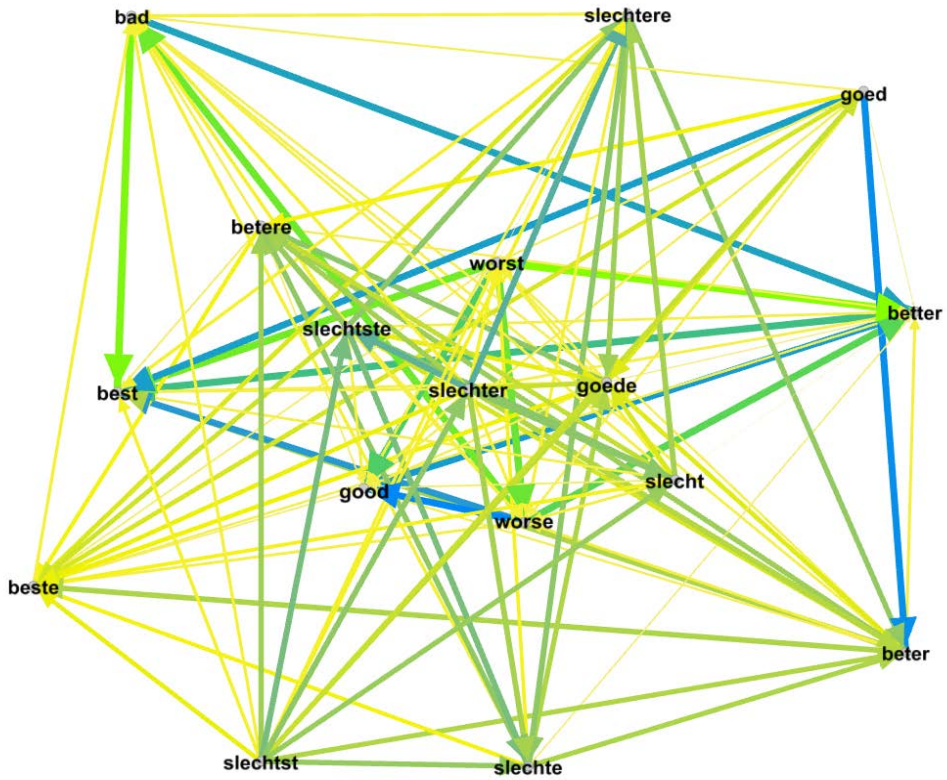 bad
slechtere
goed
betere
worst
better
slechtste
best
slechter
goede
good
slecht
worse
beste
beter
slechtst
slechte